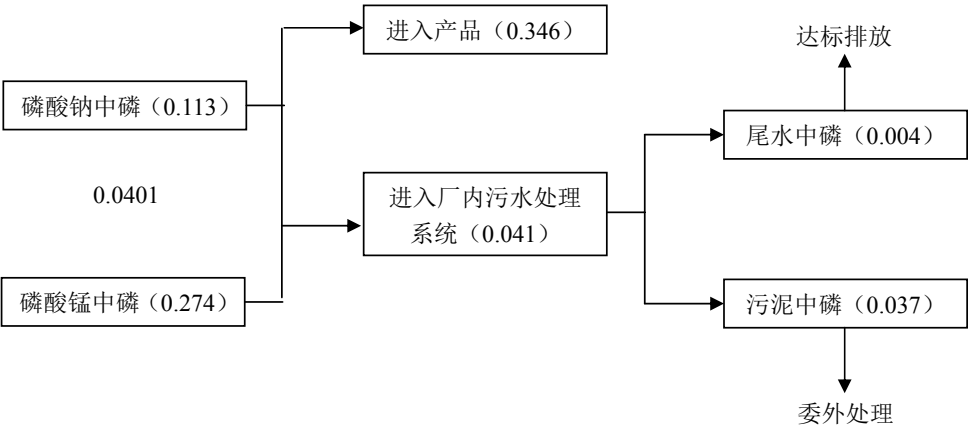 进入产品（0.346）
达标排放
磷酸钠中磷（0.113）
尾水中磷（0.004）
0.0401
进入厂内污水处理
系统（0.041）
磷酸锰中磷（0.274）
污泥中磷（0.037）
委外处理